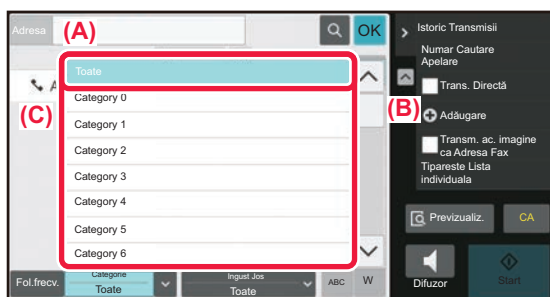 Adresa
(A)
OK
Toate
A
(C)
Category 0
Category 1
Category 2
Category 3
Category 4
Category 5
Category 6
Fol.frecv.
Categorie
Toate
Ingust Jos
Toate
ABC
W
Istoric Transmisii
Numar Cautare
Apelare
Trans. Directă
(B)
Adăugare
Transm. ac. imagine
ca Adresa Fax
Tipareste Lista
individuala
Previzualiz.
CA
Difuzor
Start